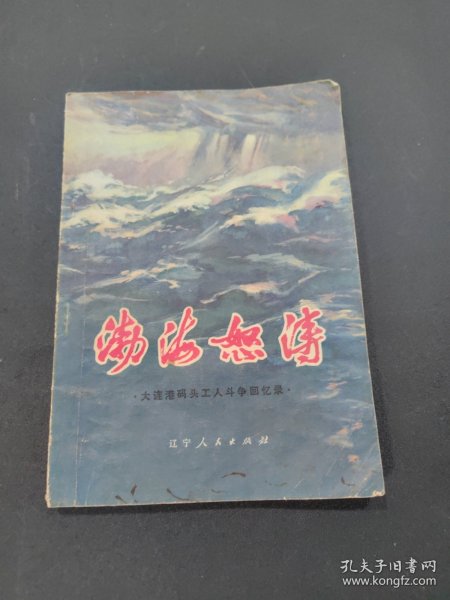 渤海怒涛
·大连港码头工人斗争回忆录·
辽宁人民出版社
孔夫子旧书网
www.kongfz.com